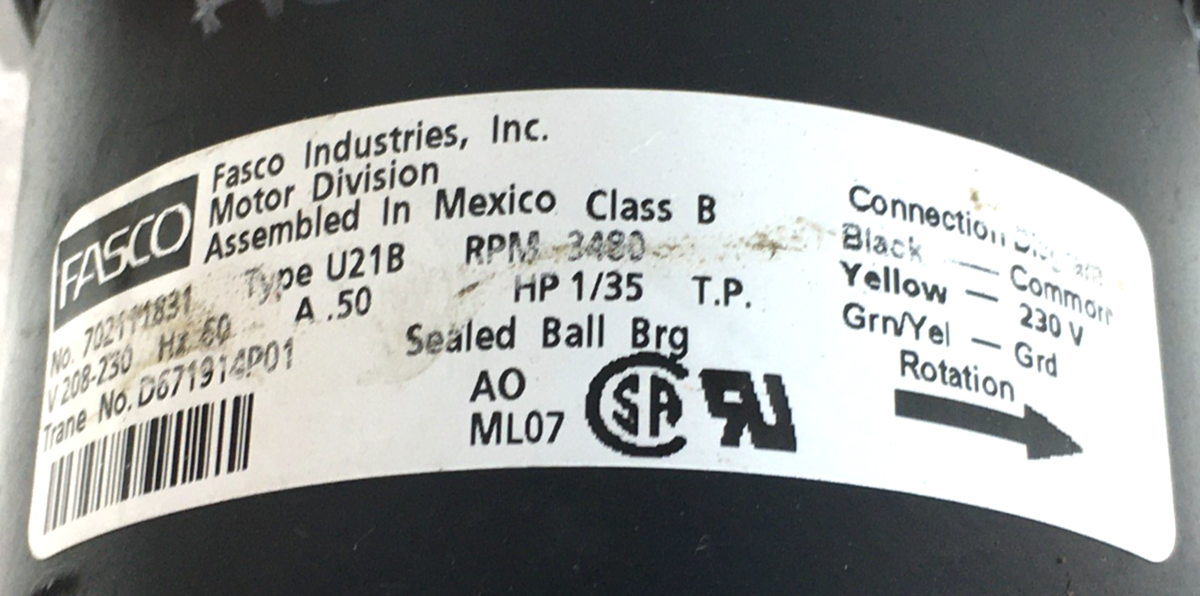 FASCO
Fasco Industries, Inc.
Motor Division
Assembled In Mexico Class B
No. 702111831 Type U21B RPM 3480
V 208-230 Hz 60 A .50 HP 1/35 T.P.
Trane No. D671914P01 Sealed Ball Brg
AO
ML07
SA
Connection
Black — Common
Yellow — 230 V
Grn/Yel — Grd
Rotation